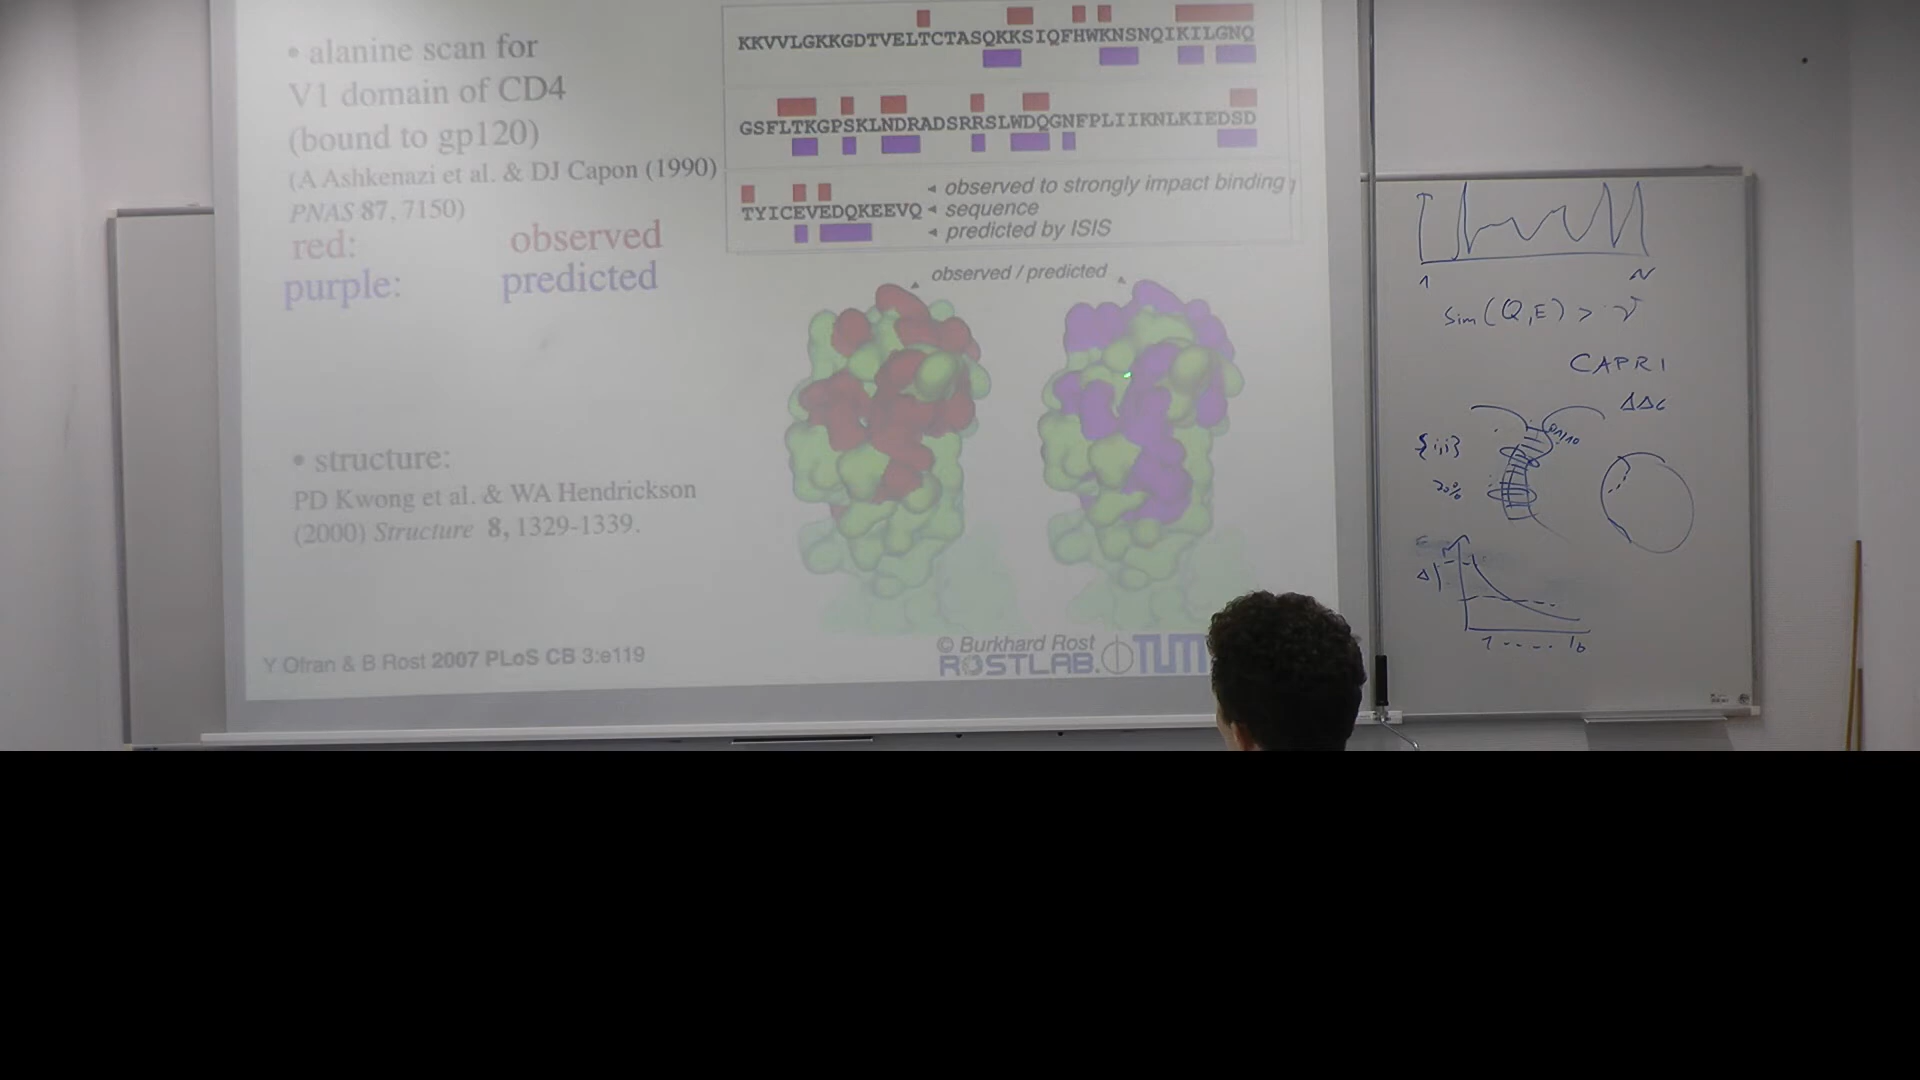 • alanine scan for
V1 domain of CD4
(bound to gp120)
(A Ashkenazi et al. & DJ Capon (1990)
PNAS 87, 7150)
red: observed
purple: predicted
• structure:
PD Kwong et al. & WA Hendrickson
(2000) Structure 8, 1329-1339.
Y Ofran & B Rost 2007 PLoS CB 3:e119
KKVVLGKKGDTVELTCTASQKKSIQFHWKNSNQIKILGNQ
GSFLTKGPSKLNDRADSRRSLWDQGNFPLIIKNLKIEDSD
◄ observed to strongly impact binding
TYICEVEDQKEEVQ ◄ sequence
◄ predicted by ISIS
observed / predicted
© Burkhard Rost
ROSTLAB. TUM
1 N
Sim(Q,E) >
CAPRI
ΔΔG
{i,j}
20%
Δ